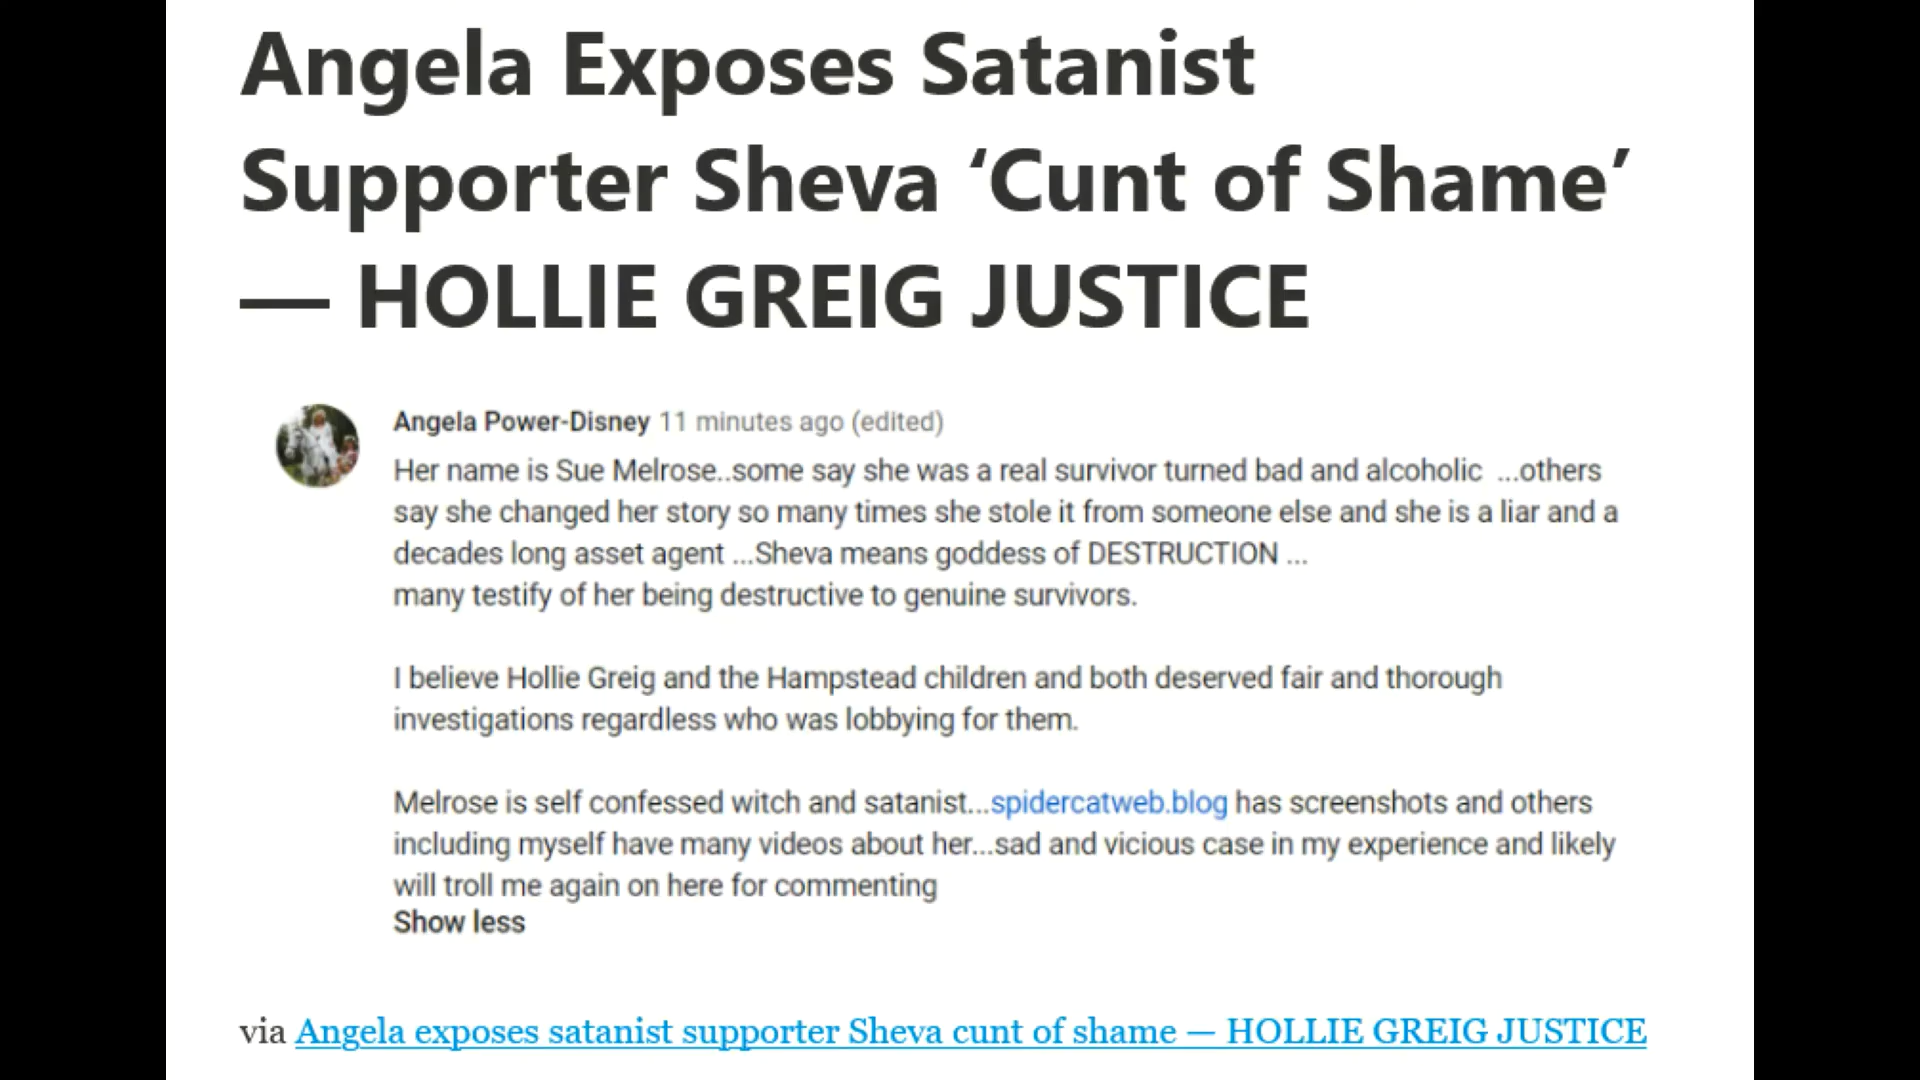 Angela Exposes Satanist
Supporter Sheva ‘Cunt of Shame’
— HOLLIE GREIG JUSTICE
Angela Power-Disney 11 minutes ago (edited)
Her name is Sue Melrose..some say she was a real survivor turned bad and alcoholic ...others
say she changed her story so many times she stole it from someone else and she is a liar and a
decades long asset agent ...Sheva means goddess of DESTRUCTION ...
many testify of her being destructive to genuine survivors.
I believe Hollie Greig and the Hampstead children and both deserved fair and thorough
investigations regardless who was lobbying for them.
Melrose is self confessed witch and satanist...spidercatweb.blog has screenshots and others
including myself have many videos about her...sad and vicious case in my experience and likely
will troll me again on here for commenting
Show less
via Angela exposes satanist supporter Sheva cunt of shame — HOLLIE GREIG JUSTICE